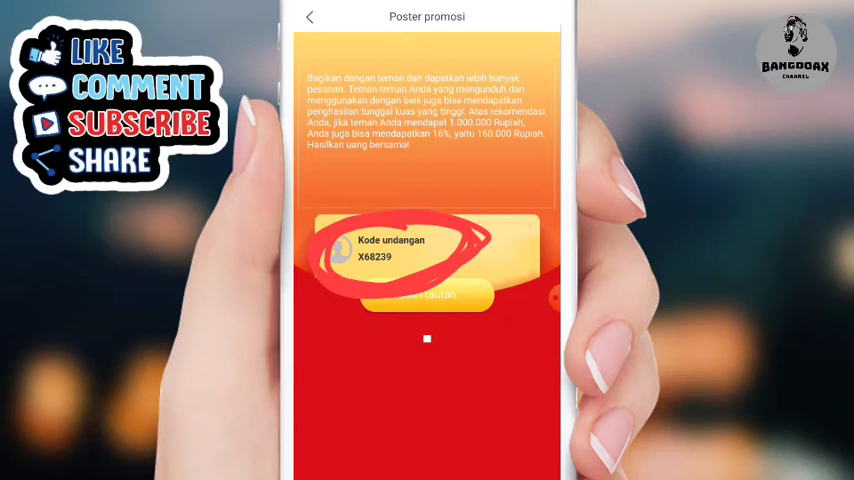 LIKE
COMMENT
SUBSCRIBE
SHARE
Poster promosi
Bagikan dengan teman dan dapatkan lebih banyak
pesanan. Teman-teman Anda yang mengunduh dan
menggunakan dengan baik juga bisa mendapatkan
penghasilan tunggal kuas yang tinggi. Atas rekomendasi
Anda, jika teman Anda mendapat 1.000.000 Rupiah,
Anda juga bisa mendapatkan 16%, yaitu 160.000 Rupiah.
Hasilkan uang bersama!
Kode undangan
X68239
tautan
BANGDOAX
CHANNEL